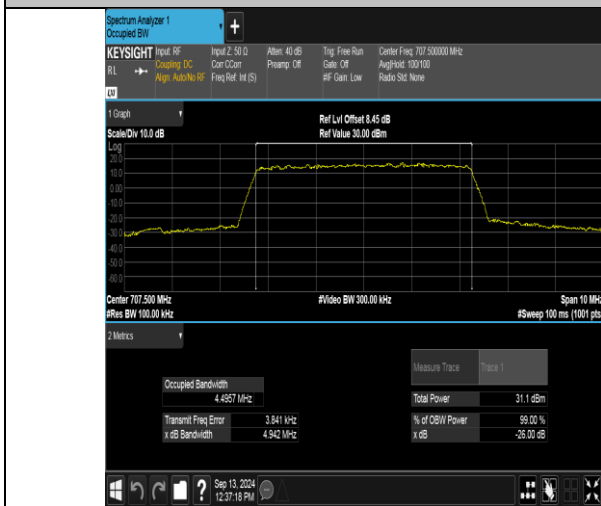 Spectrum Analyzer 1
Occupied BW
+
KEYSIGHT Input: RF Input Z: 50 Ω Atten: 40 dB Trig: Free Run Center Freq: 707.500000 MHz
Coupling: DC Corr CCorr Preamp: Off Gate: Off Avg|Hold: 100/100
RL Align: Auto/No RF Freq Ref: Int (S) #IF Gain: Low Radio Std: None
1 Graph
Ref Lvl Offset 8.45 dB
Scale/Div 10.0 dB Ref Value 30.00 dBm
Log
20.0
10.0
0.00
-10.0
-20.0
-30.0
-40.0
-50.0
-60.0
Center 707.500 MHz #Video BW 300.00 kHz Span 10 MHz
#Res BW 100.00 kHz #Sweep 100 ms (1001 pts
2 Metrics
Measure Trace Trace 1
Occupied Bandwidth
4.4957 MHz
Total Power 31.1 dBm
Transmit Freq Error 3.841 kHz % of OBW Power 99.00 %
x dB Bandwidth 4.942 MHz x dB -26.00 dB
? Sep 13, 2024
12:37:18 PM